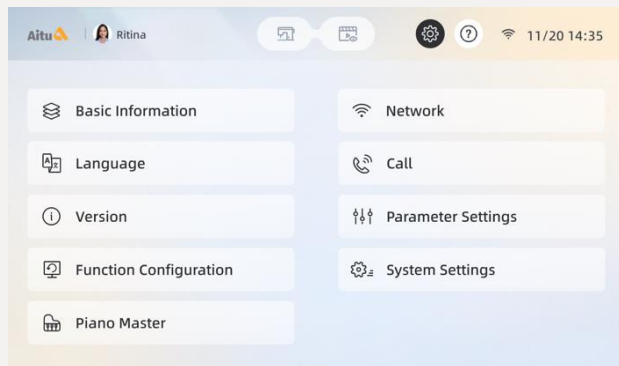 Aitu
Ritina
11/20 14:35
Basic Information
Network
Language
Call
Version
Parameter Settings
Function Configuration
System Settings
Piano Master